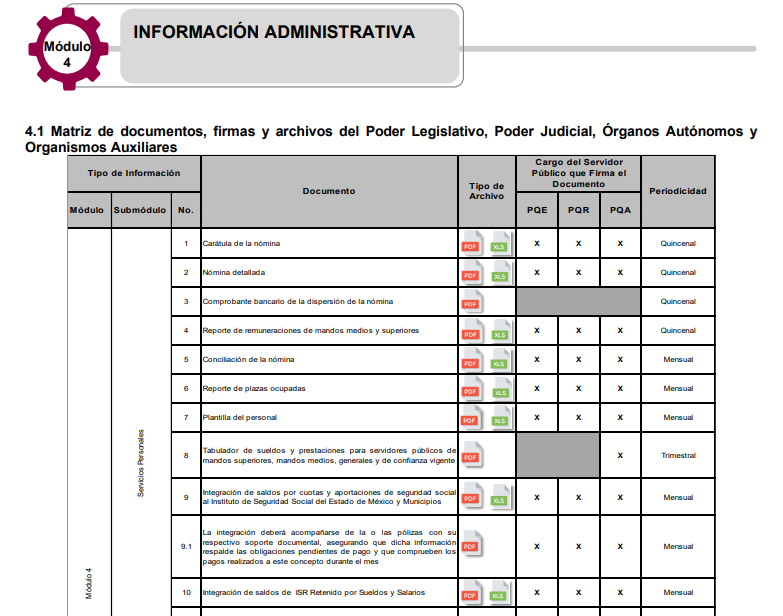 Módulo
4
INFORMACIÓN ADMINISTRATIVA
4.1 Matriz de documentos, firmas y archivos del Poder Legislativo, Poder Judicial, Órganos Autónomos y
Organismos Auxiliares
Tipo de Información
Documento
Tipo de
Archivo
Cargo del Servidor
Público que Firma el
Documento
Periodicidad
Módulo Submódulo No. PQE PQR PQA
Módulo 4
Servicios Personales
1 Carátula de la nómina PDF XLS x x x Quincenal
2 Nómina detallada PDF XLS x x x Quincenal
3 Comprobante bancario de la dispersión de la nómina PDF Quincenal
4 Reporte de remuneraciones de mandos medios y superiores PDF XLS x x x Quincenal
5 Conciliación de la nómina PDF XLS x x x Mensual
6 Reporte de plazas ocupadas PDF XLS x x x Mensual
7 Plantilla del personal PDF XLS x x x Mensual
8 Tabulador de sueldos y prestaciones para servidores públicos de
mandos superiores, mandos medios, generales y de confianza vigente PDF x Trimestral
9 Integración de saldos por cuotas y aportaciones de seguridad social
al Instituto de Seguridad Social del Estado de México y Municipios PDF XLS x x x Mensual
9.1 La integración deberá acompañarse de la o las pólizas con su
respectivo soporte documental, asegurando que dicha información
respalde las obligaciones pendientes de pago y que comprueben los
pagos realizados a este concepto durante el mes PDF x x x Mensual
10 Integración de saldos de ISR Retenido por Sueldos y Salarios PDF XLS x x x Mensual